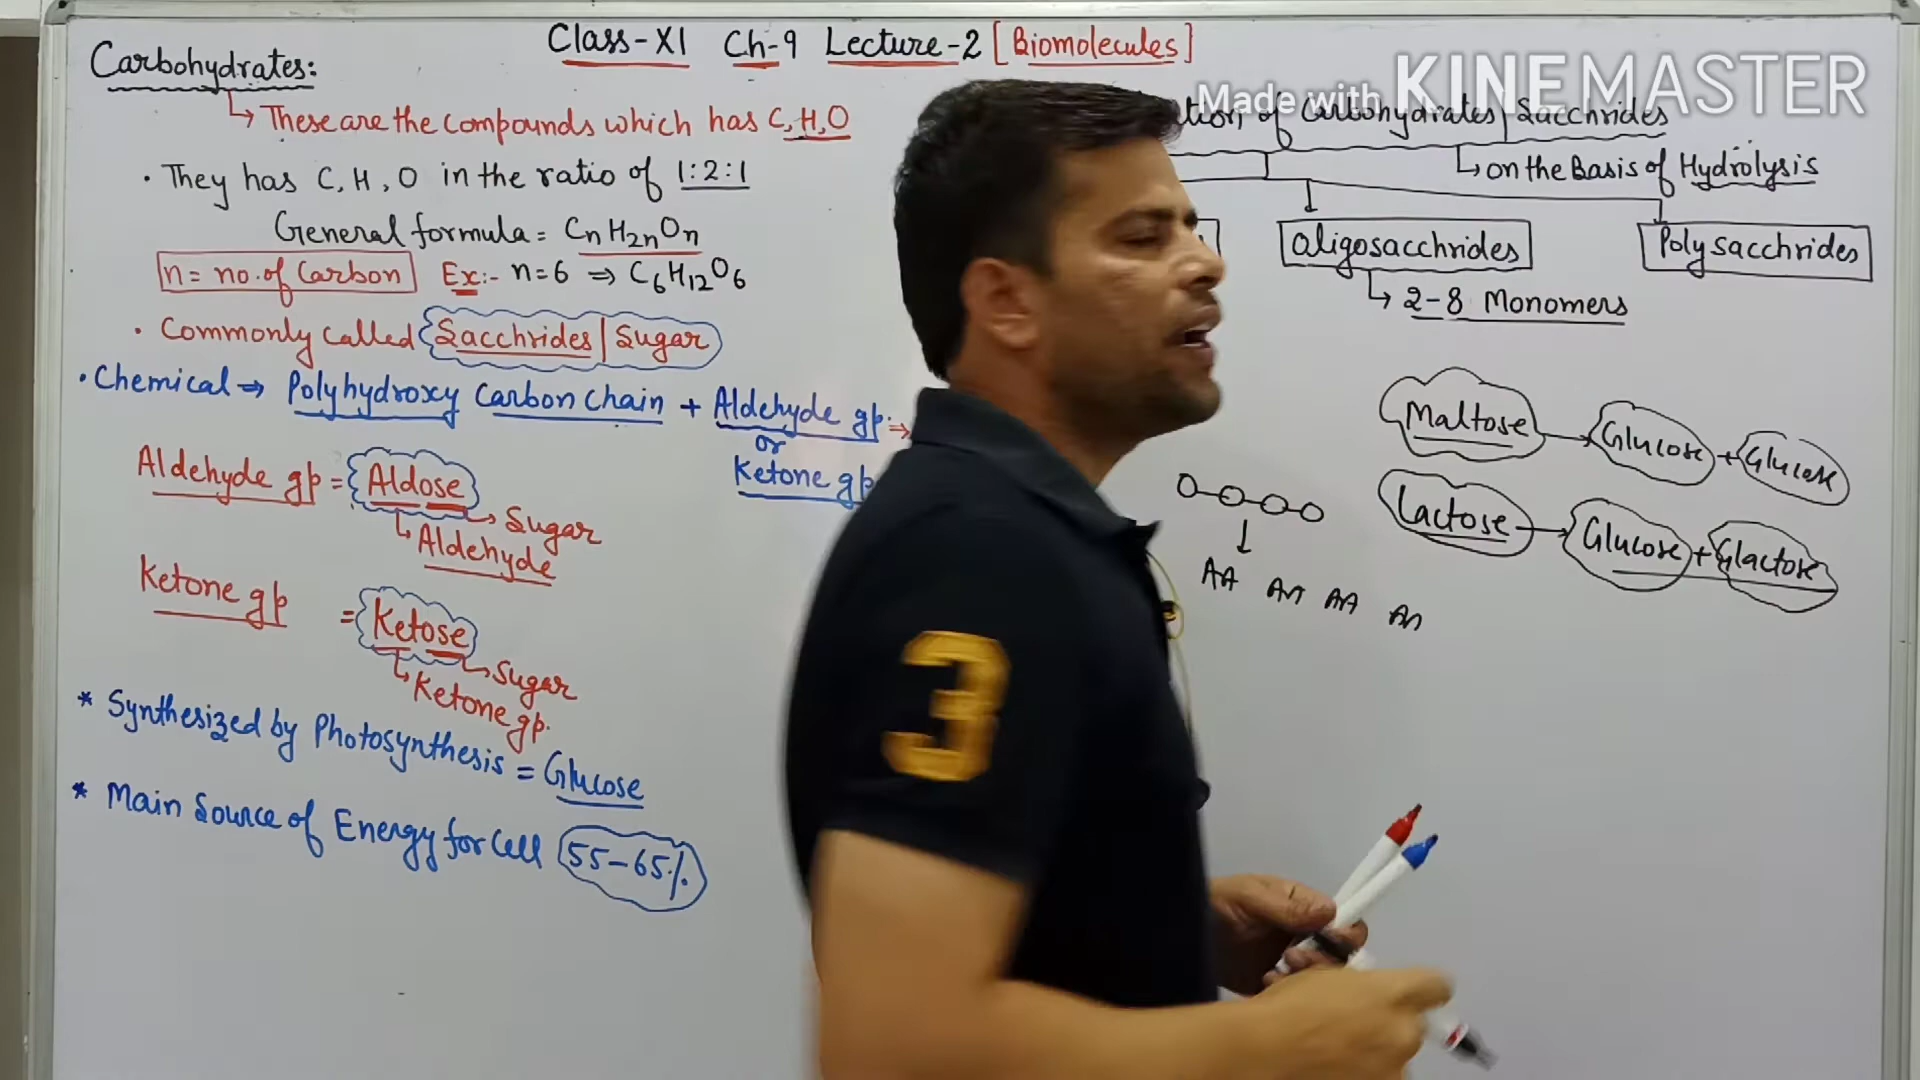 Class-XI Ch-9 Lecture-2 [Biomolecules]
Carbohydrates:
These are the compounds which has C, H, O
• They has C, H, O in the ratio of 1:2:1
General formula = CnH2nOn
n = no. of Carbon Ex:- n=6 ⇒ C6H12O6
• Commonly called Sacchrides | Sugar
• Chemical ⇒ Polyhydroxy Carbon chain + Aldehyde gp. ⇒
or
Ketone gp
Aldehyde gp = Aldose
Sugar
Aldehyde
Ketone gp = Ketose
Sugar
Ketone gp.
* Synthesized by Photosynthesis = Glucose
* Main Source of Energy for Cell 55-65%
Made with KINEMASTER
tion of Carbohydrates | Sacchrides
on the Basis of Hydrolysis
Oligosacchrides
Polysacchrides
2-8 Monomers
Maltose → Glucose + Glucose
Lactose → Glucose + Glactose
AA AA AA AA
3